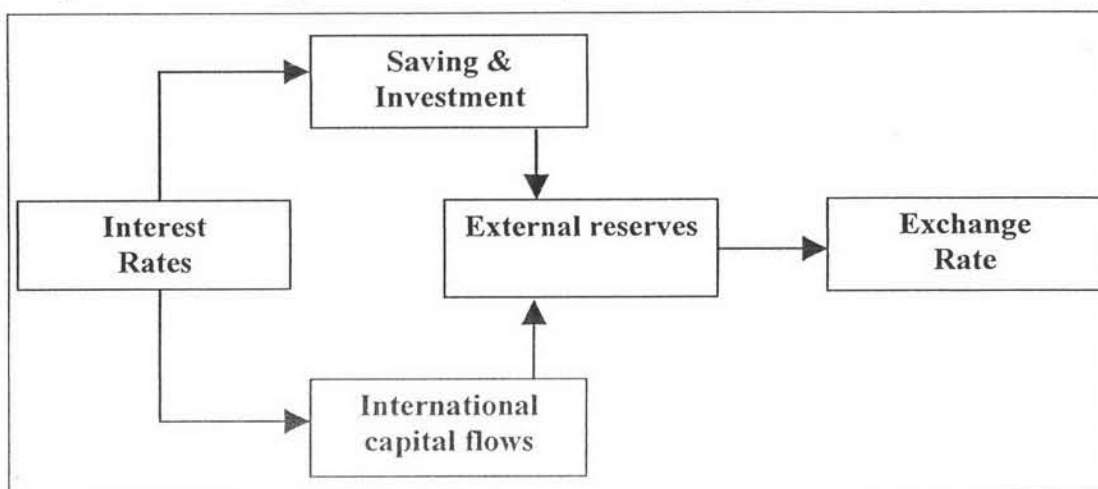 Saving &
Investment
Interest
Rates
External reserves
Exchange
Rate
International
capital flows